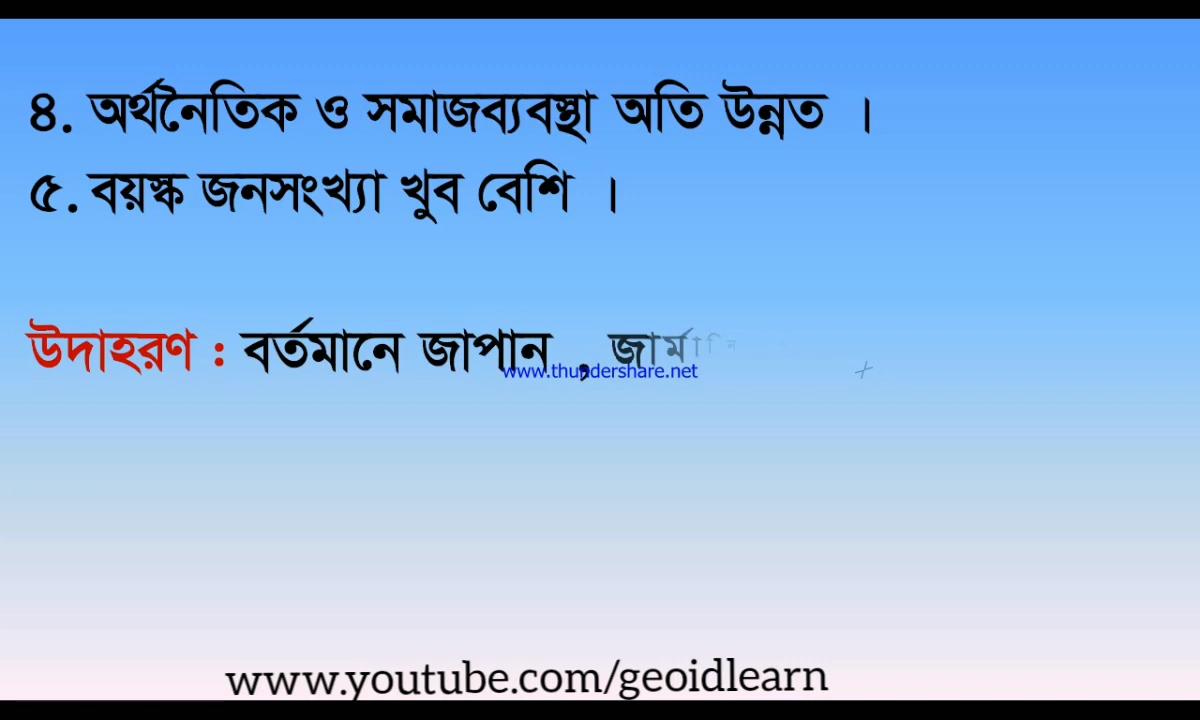 ৪. অর্থনৈতিক ও সমাজব্যবস্থা অতি উন্নত ।
৫. বয়স্ক জনসংখ্যা খুব বেশি ।
উদাহরণ : বর্তমানে জাপান , জার্মানি
www.thundershare.net
www.youtube.com/geoidlearn